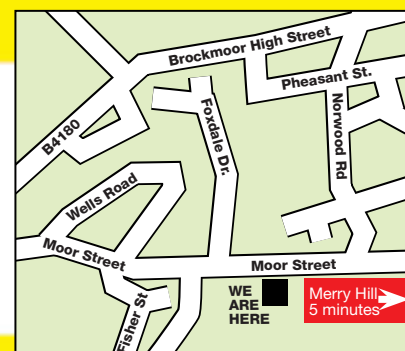 Brockmoor High Street
Pheasant St.
B4180
Foxdale Dr.
Norwood Rd
Wells Road
Moor Street
Moor Street
WE
ARE
HERE
Merry Hill
5 minutes
Fisher St